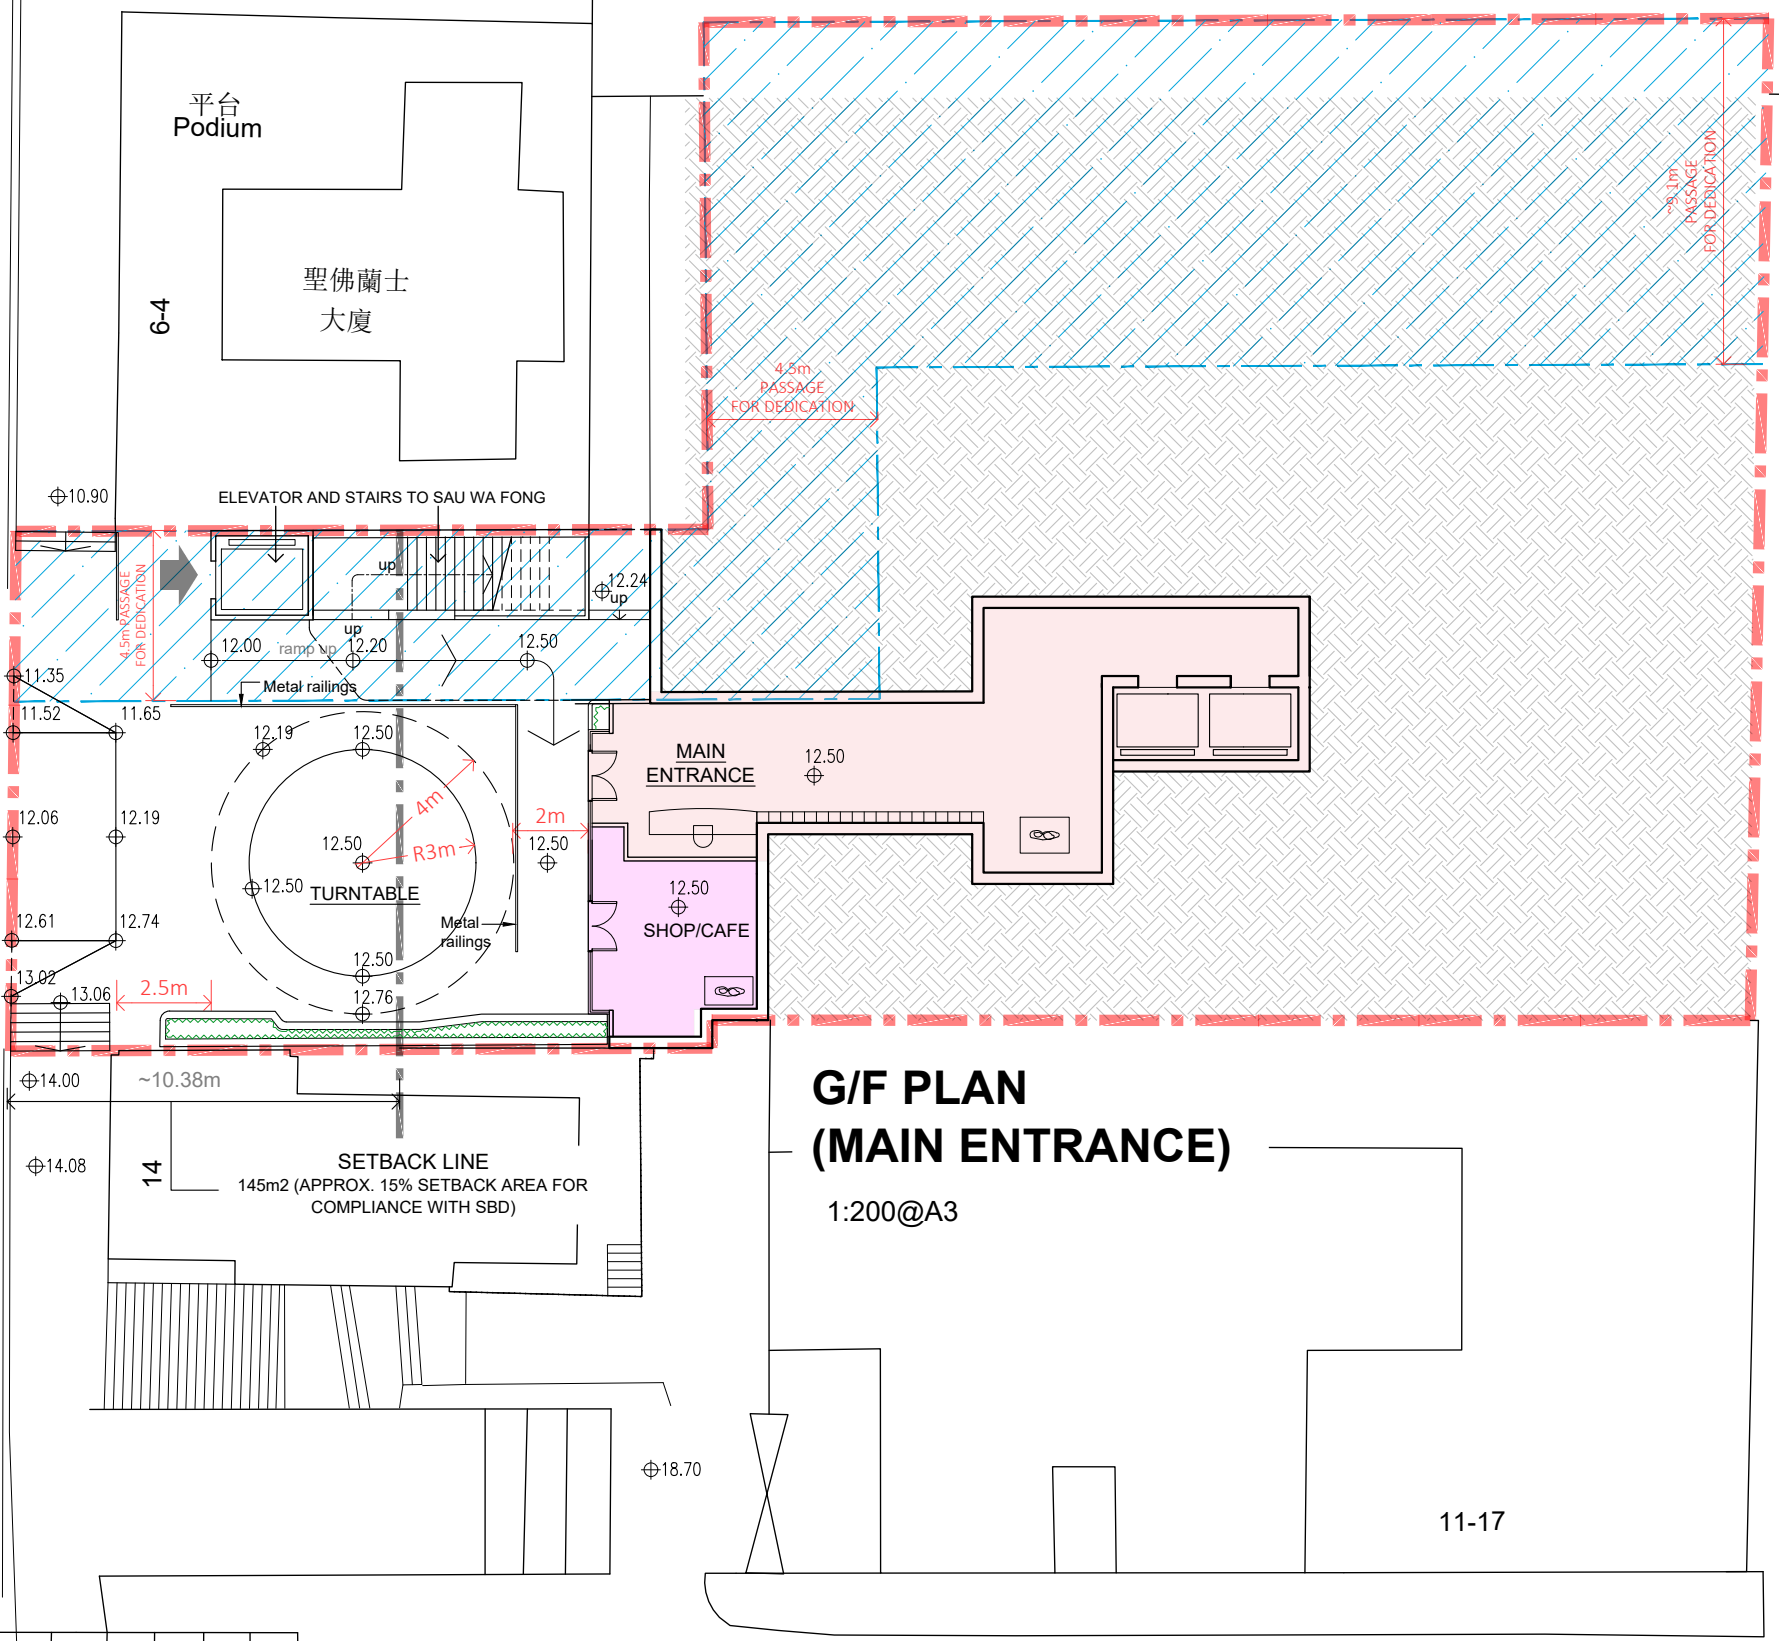 平台
Podium
聖佛蘭士
大廈
6-4
~9.1m
PASSAGE
FOR DEDICATION
4.5m
PASSAGE
FOR DEDICATION
10.90
ELEVATOR AND STAIRS TO SAU WA FONG
4.5m PASSAGE
FOR DEDICATION
up
12.24
up
up
12.00
ramp up
12.20
12.50
11.35
Metal railings
11.52
11.65
12.19
12.50
MAIN
ENTRANCE
12.50
4m
12.06
12.19
2m
12.50
R3m
12.50
12.50
TURNTABLE
12.50
SHOP/CAFE
12.61
12.74
Metal
railings
12.50
13.02
13.06
2.5m
12.76
14.00
~10.38m
G/F PLAN
(MAIN ENTRANCE)
1:200@A3
14.08
14
SETBACK LINE
145m2 (APPROX. 15% SETBACK AREA FOR
COMPLIANCE WITH SBD)
18.70
11-17